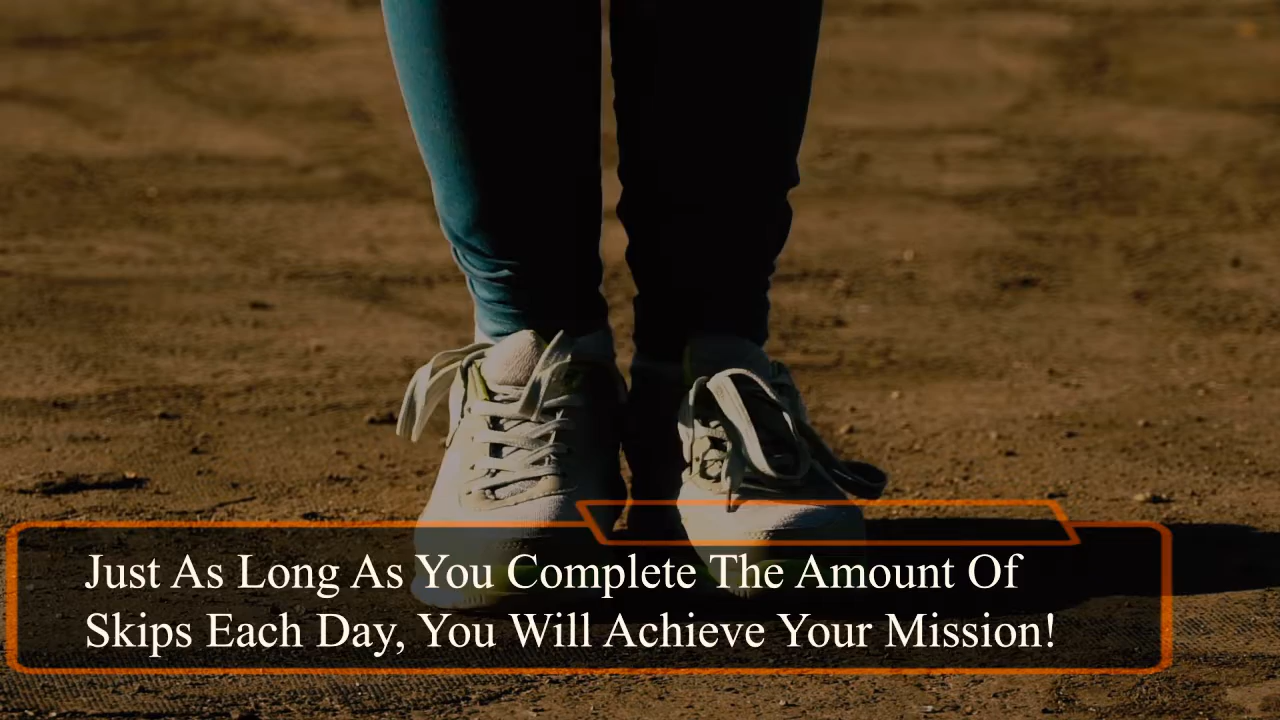 Just As Long As You Complete The Amount Of
Skips Each Day, You Will Achieve Your Mission!